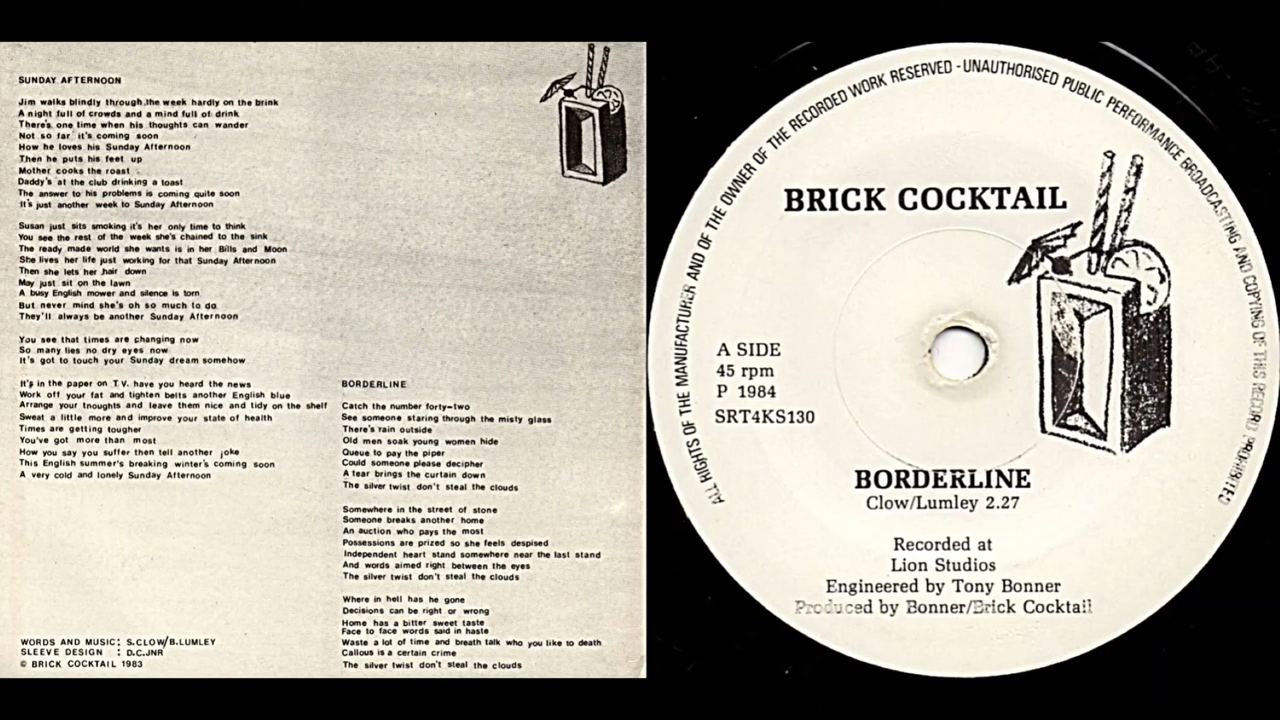 SUNDAY AFTERNOON
Jim walks blindly through the week hardly on the brink
A night full of crowds and a mind full of drink
There's one time when his thoughts can wander
Not so far it's coming soon
How he loves his Sunday Afternoon
Then he puts his feet up
Mother cooks the roast
Daddy's at the club drinking a toast
The answer to his problems is coming quite soon
It's just another week to Sunday Afternoon
Susan just sits smoking it's her only time to think
You see the rest of the week she's chained to the sink
The ready made world she wants is in her Bills and Moon
She lives her life just working for that Sunday Afternoon
Then she lets her hair down
May just sit on the lawn
A busy English mower and silence is torn
But never mind she's oh so much to do
They'll always be another Sunday Afternoon
You see that times are changing now
So many lies no dry eyes now
It's got to touch your Sunday dream somehow
It's in the paper on T.V. have you heard the news
Work off your fat and tighten belts another English blue
Arrange your tnoughts and leave them nice and tidy on the shelf
Sweat a little more and improve your state of health
Times are getting tougher
You've got more than most
How you say you suffer then tell another joke
This English summer's breaking winter's coming soon
A very cold and lonely Sunday Afternoon
WORDS AND MUSIC: S.CLOW/B.LUMLEY
SLEEVE DESIGN : D.C.JNR
© BRICK COCKTAIL 1983
BORDERLINE
Catch the number forty-two
See someone staring through the misty glass
There's rain outside
Old men soak young women hide
Queue to pay the piper
Could someone please decipher
A tear brings the curtain down
The silver twist don't steal the clouds
Somewhere in the street of stone
Someone breaks another home
An auction who pays the most
Possessions are prized so she feels despised
Independent heart stand somewhere near the last stand
And words aimed right between the eyes
The silver twist don't steal the clouds
Where in hell has he gone
Decisions can be right or wrong
Home has a bitter sweet taste
Face to face words said in haste
Waste a lot of time and breath talk who you like to death
Callous is a certain crime
The silver twist don't steal the clouds
ALL RIGHTS OF THE MANUFACTURER AND OF THE OWNER OF THE RECORDED WORK RESERVED - UNAUTHORISED PUBLIC PERFORMANCE BROADCASTING AND COPYING OF THIS RECORD PROHIBITED
BRICK COCKTAIL
A SIDE
45 rpm
P 1984
SRT4KS130
BORDERLINE
Clow/Lumley 2.27
Recorded at
Lion Studios
Engineered by Tony Bonner
Produced by Bonner/Brick Cocktail